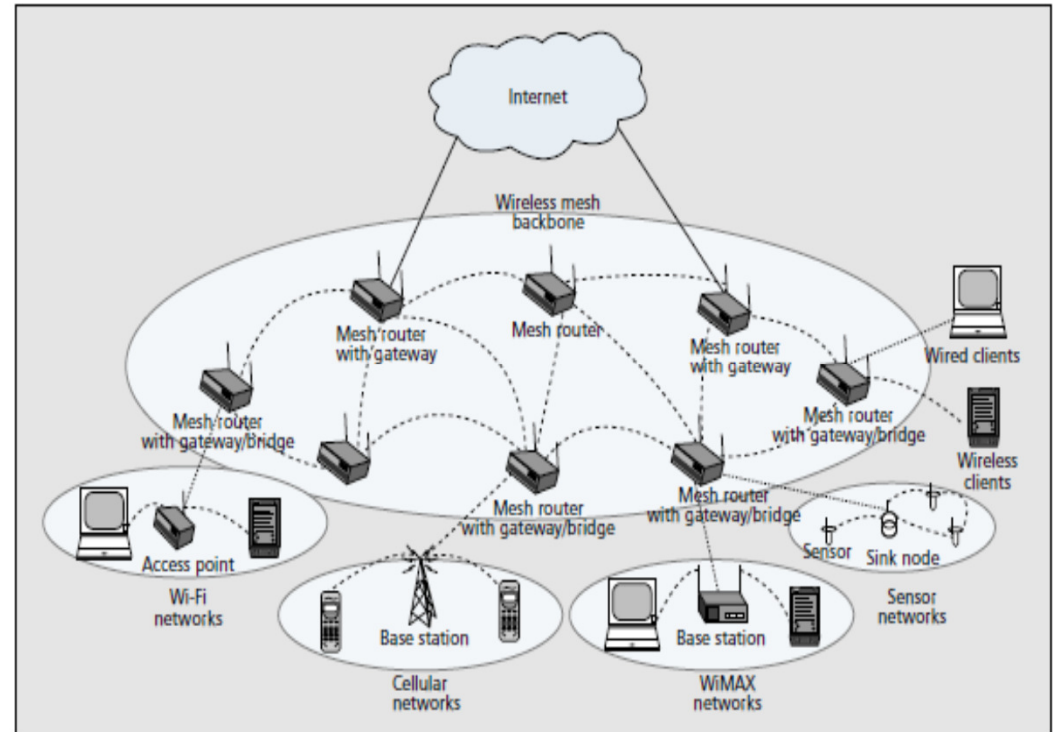 Internet
Wireless mesh
backbone
Mesh router
with gateway
Mesh router
Mesh router
with gateway
Wired clients
Mesh router
with gateway/bridge
Mesh router
with gateway/bridge
Wireless
clients
Mesh router
with gateway/bridge
Mesh router
with gateway/bridge
Access point
Wi-Fi
networks
Sensor
Sink node
Sensor
networks
Base station
Cellular
networks
Base station
WiMAX
networks